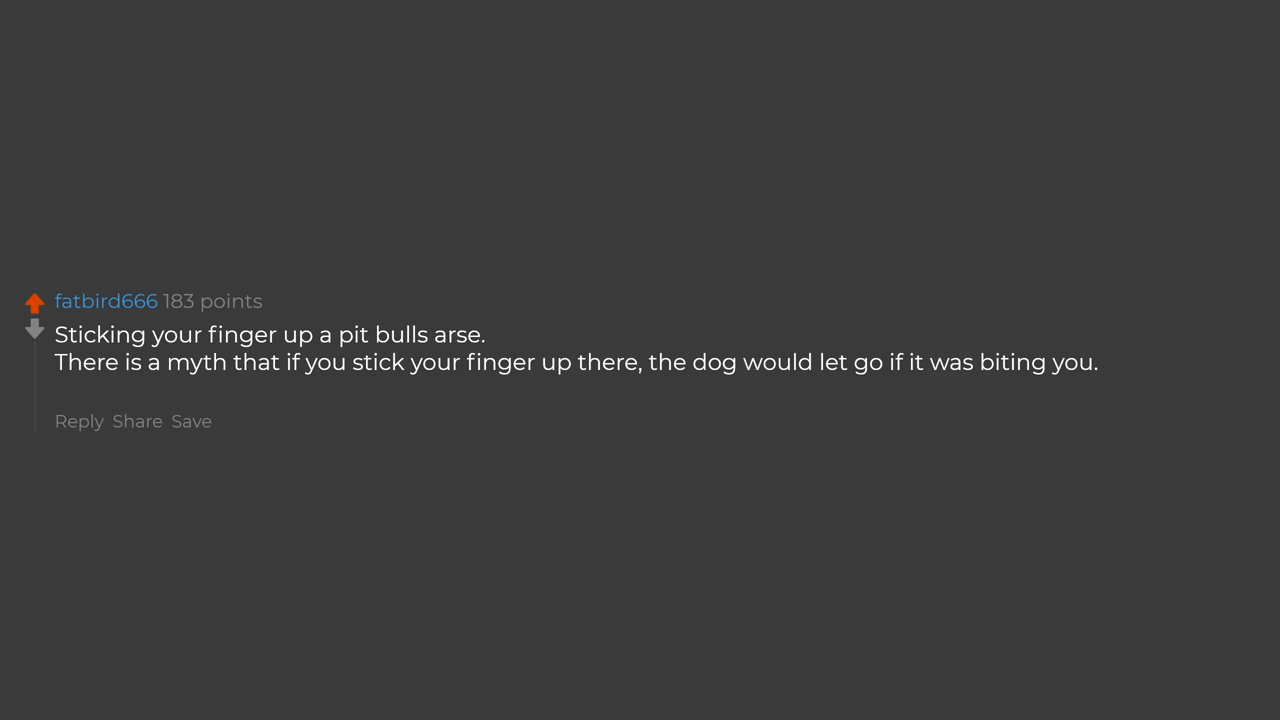 fatbird666 183 points
Sticking your finger up a pit bulls arse.
There is a myth that if you stick your finger up there, the dog would let go if it was biting you.
Reply Share Save